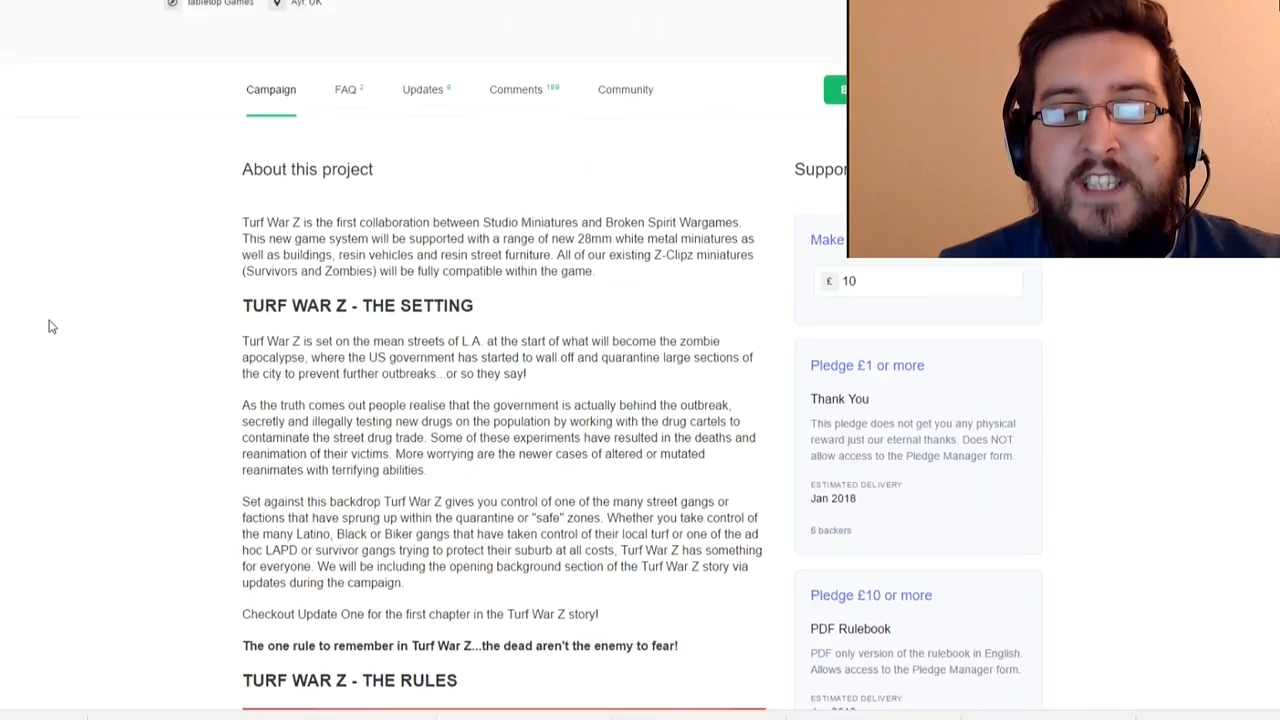 Tabletop Games Ayr, UK
Campaign FAQ 2 Updates 9 Comments 189 Community
About this project
Turf War Z is the first collaboration between Studio Miniatures and Broken Spirit Wargames.
This new game system will be supported with a range of new 28mm white metal miniatures as
well as buildings, resin vehicles and resin street furniture. All of our existing Z-Clipz miniatures
(Survivors and Zombies) will be fully compatible within the game.
TURF WAR Z - THE SETTING
Turf War Z is set on the mean streets of L.A. at the start of what will become the zombie
apocalypse, where the US government has started to wall off and quarantine large sections of
the city to prevent further outbreaks...or so they say!
As the truth comes out people realise that the government is actually behind the outbreak,
secretly and illegally testing new drugs on the population by working with the drug cartels to
contaminate the street drug trade. Some of these experiments have resulted in the deaths and
reanimation of their victims. More worrying are the newer cases of altered or mutated
reanimates with terrifying abilities.
Set against this backdrop Turf War Z gives you control of one of the many street gangs or
factions that have sprung up within the quarantine or "safe" zones. Whether you take control of
the many Latino, Black or Biker gangs that have taken control of their local turf or one of the ad
hoc LAPD or survivor gangs trying to protect their suburb at all costs, Turf War Z has something
for everyone. We will be including the opening background section of the Turf War Z story via
updates during the campaign.
Checkout Update One for the first chapter in the Turf War Z story!
The one rule to remember in Turf War Z...the dead aren't the enemy to fear!
TURF WAR Z - THE RULES
Suppor
Make
£ 10
Pledge £1 or more
Thank You
This pledge does not get you any physical
reward just our eternal thanks. Does NOT
allow access to the Pledge Manager form.
ESTIMATED DELIVERY
Jan 2018
6 backers
Pledge £10 or more
PDF Rulebook
PDF only version of the rulebook in English.
Allows access to the Pledge Manager form.
ESTIMATED DELIVERY